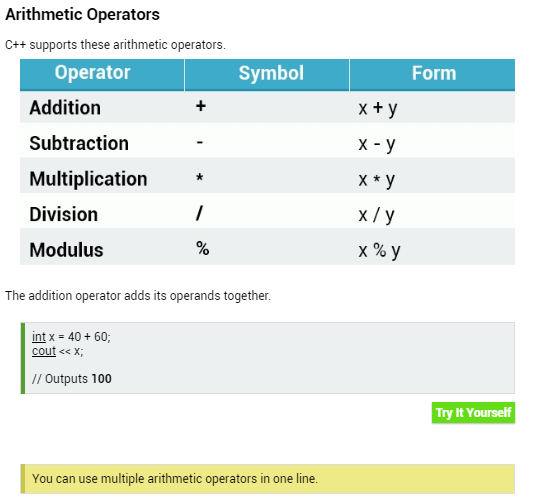 Arithmetic Operators
C++ supports these arithmetic operators.
Operator Symbol Form
Addition + x + y
Subtraction - x - y
Multiplication * x * y
Division / x / y
Modulus % x % y
The addition operator adds its operands together.
int x = 40 + 60;
cout << x;
// Outputs 100
Try It Yourself
You can use multiple arithmetic operators in one line.